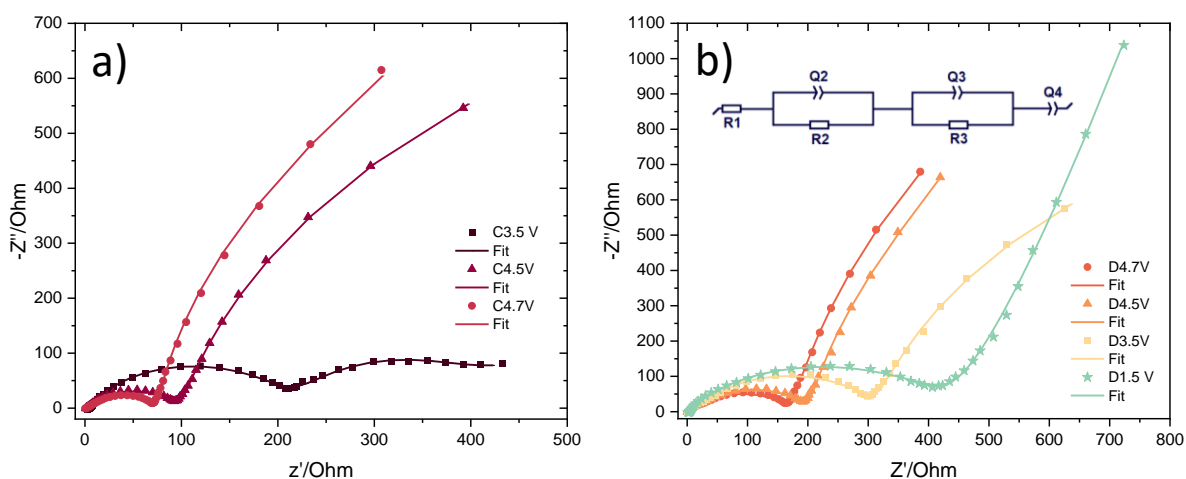 a)
700
600
500
400
300
200
100
0
-Z''/Ohm
C3.5 V
Fit
C4.5V
Fit
C4.7V
Fit
0
100
200
300
400
500
z'/Ohm
b)
1100
1000
900
800
700
600
500
400
300
200
100
0
-Z''/Ohm
Q2
Q3
Q4
R1
R2
R3
D4.7V
Fit
D4.5V
Fit
D3.5V
Fit
D1.5 V
Fit
0
100
200
300
400
500
600
700
800
Z'/Ohm